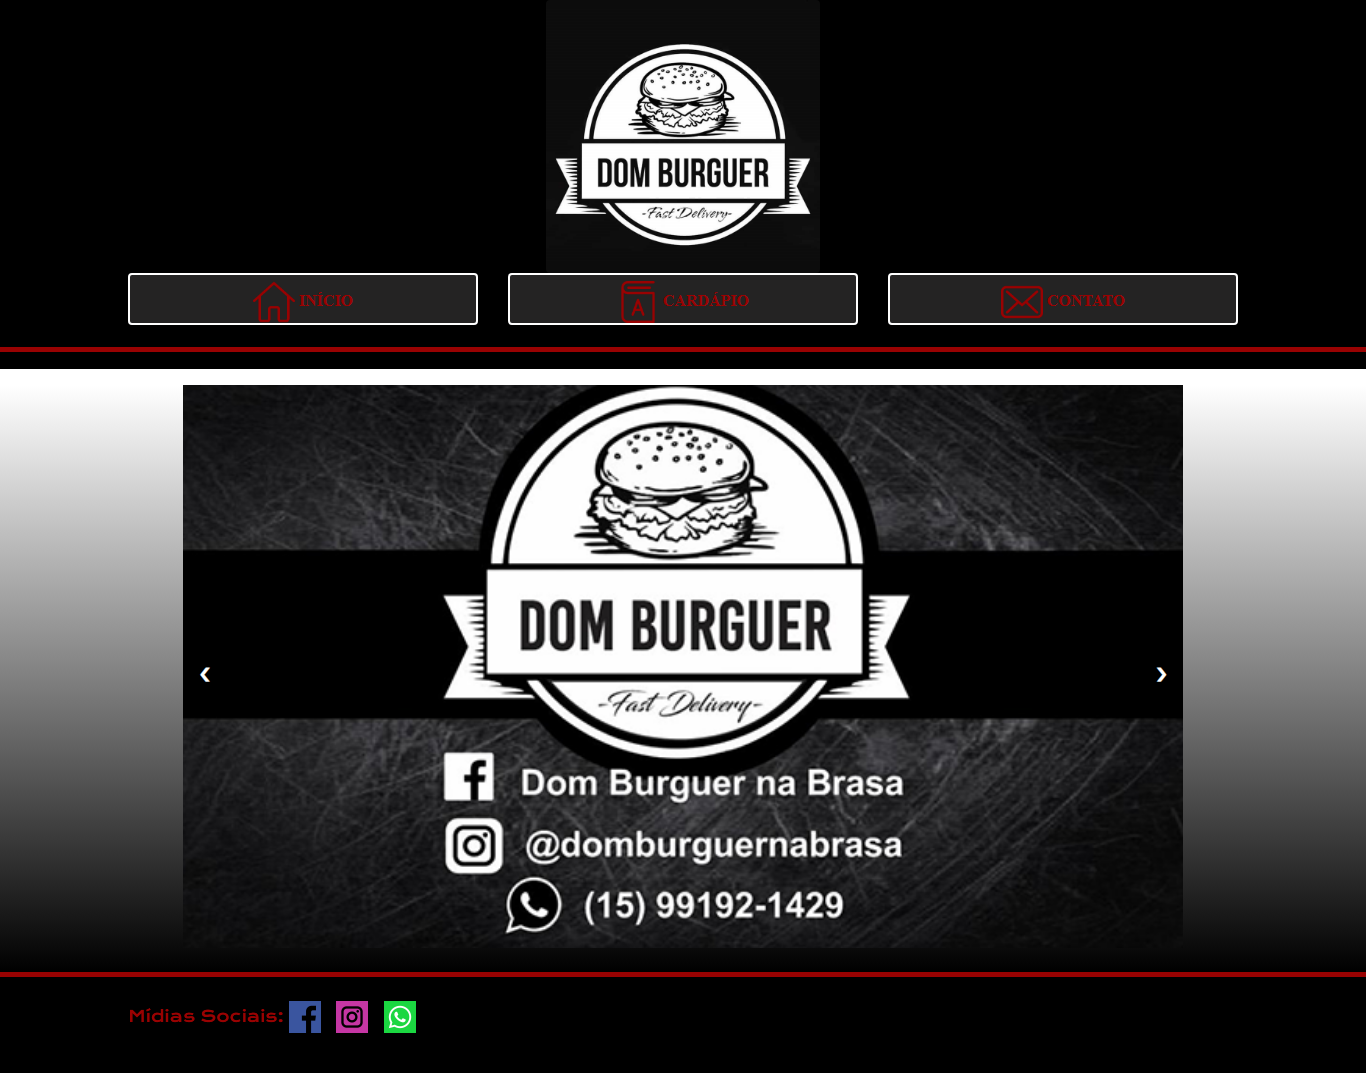 DOM BURGUER
-Fast Delivery-
INÍCIO
CARDÁPIO
CONTATO
DOM BURGUER
-Fast Delivery-
Dom Burguer na Brasa
@domburguernabrasa
(15) 99192-1429
Mídias Sociais: